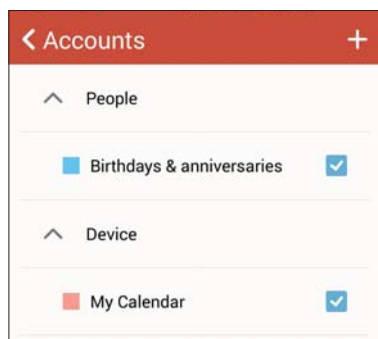 Accounts
People
Birthdays & anniversaries
Device
My Calendar